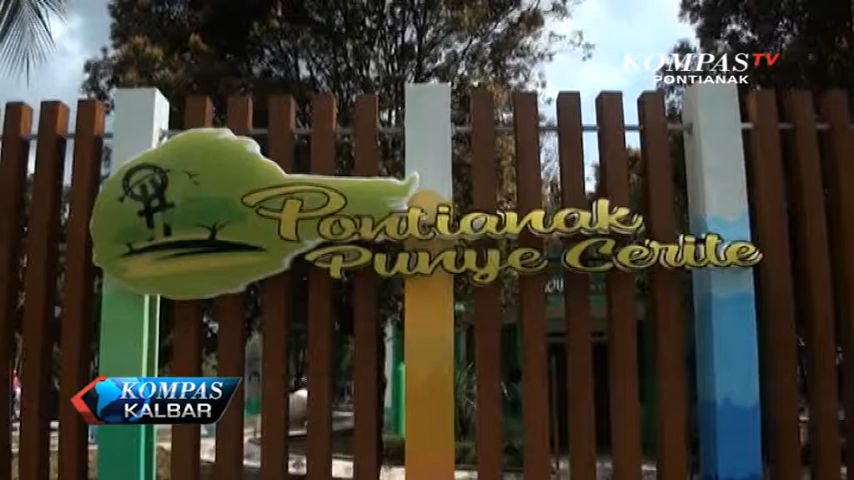 KOMPAS TV
PONTIANAK
Pontianak
Punye Cerite
KOMPAS
KALBAR